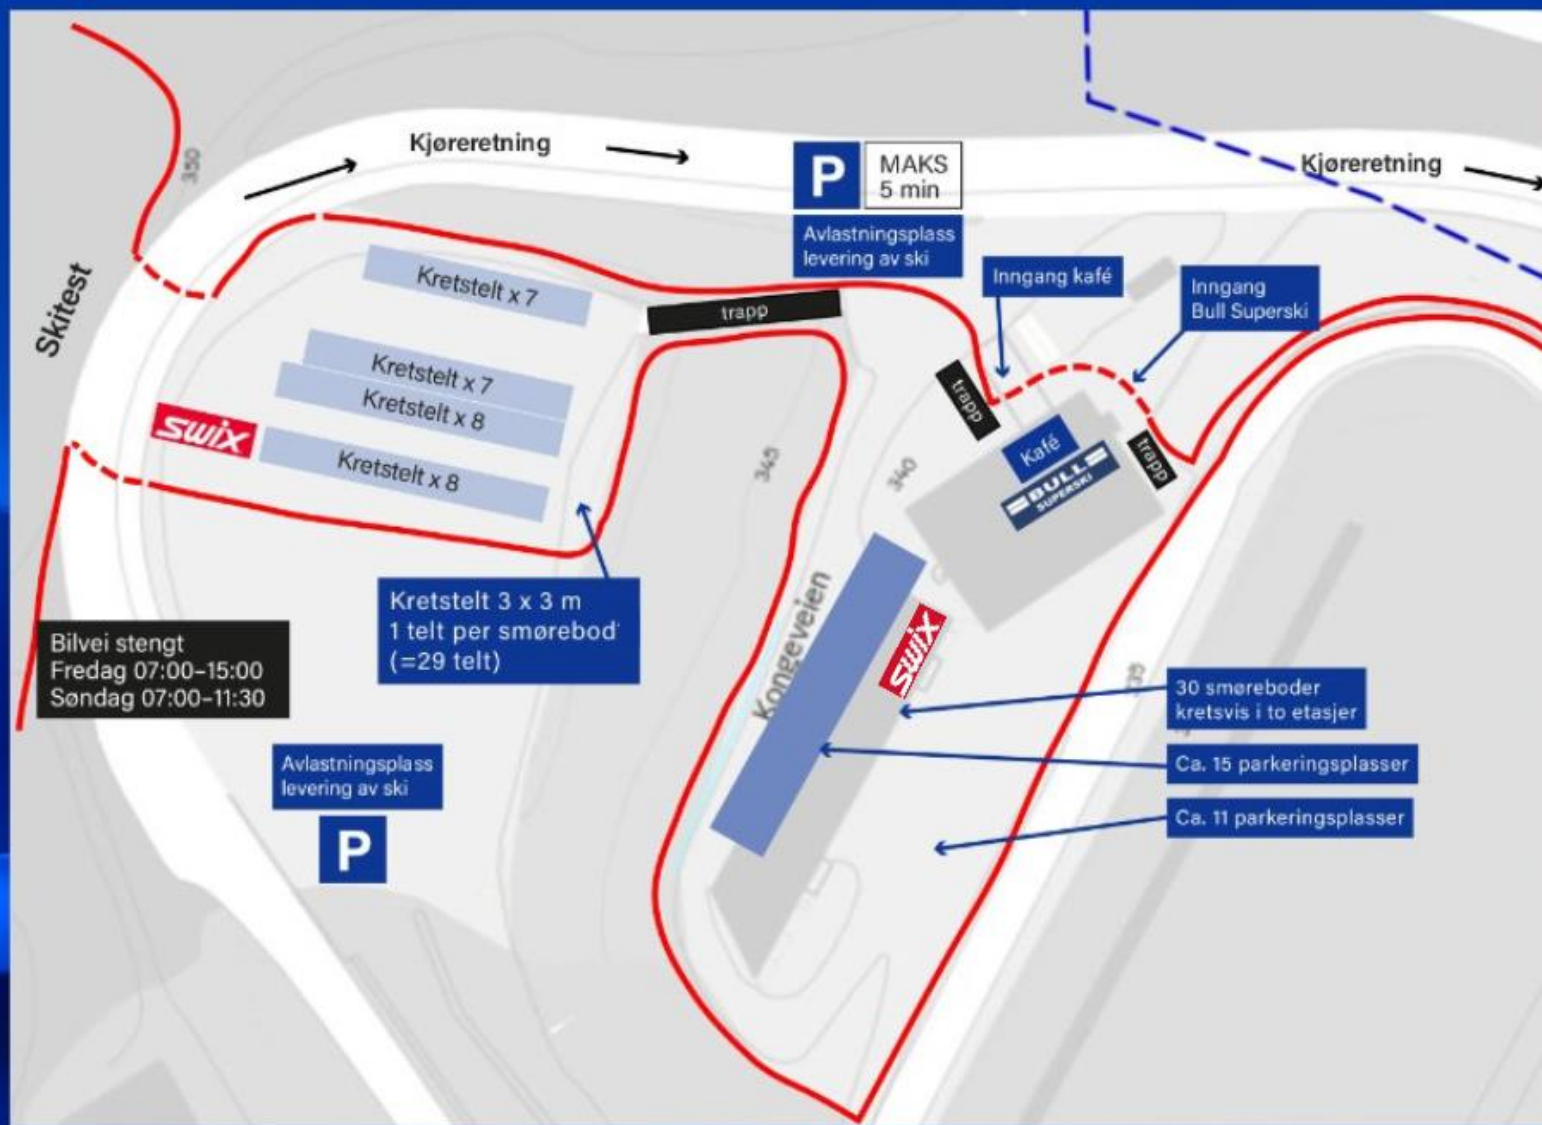 Kjøreretning
350
P
MAKS
5 min
Kjøreretning
Avlastningsplass
levering av ski
Skitest
Kretstelt x 7
Inngang kafé
Inngang
Bull Superski
trapp
Kretstelt x 7
Kretstelt x 8
trapp
swix
Kafé
trapp
Kretstelt x 8
345
340
BULL
SUPERSKI
Kretstelt 3 x 3 m
1 telt per smørebod
(=29 telt)
Kongeveien
swix
Bilvei stengt
Fredag 07:00–15:00
Søndag 07:00–11:30
30 smøreboder
kretsvis i to etasjer
Avlastningsplass
levering av ski
Ca. 15 parkeringsplasser
Ca. 11 parkeringsplasser
P